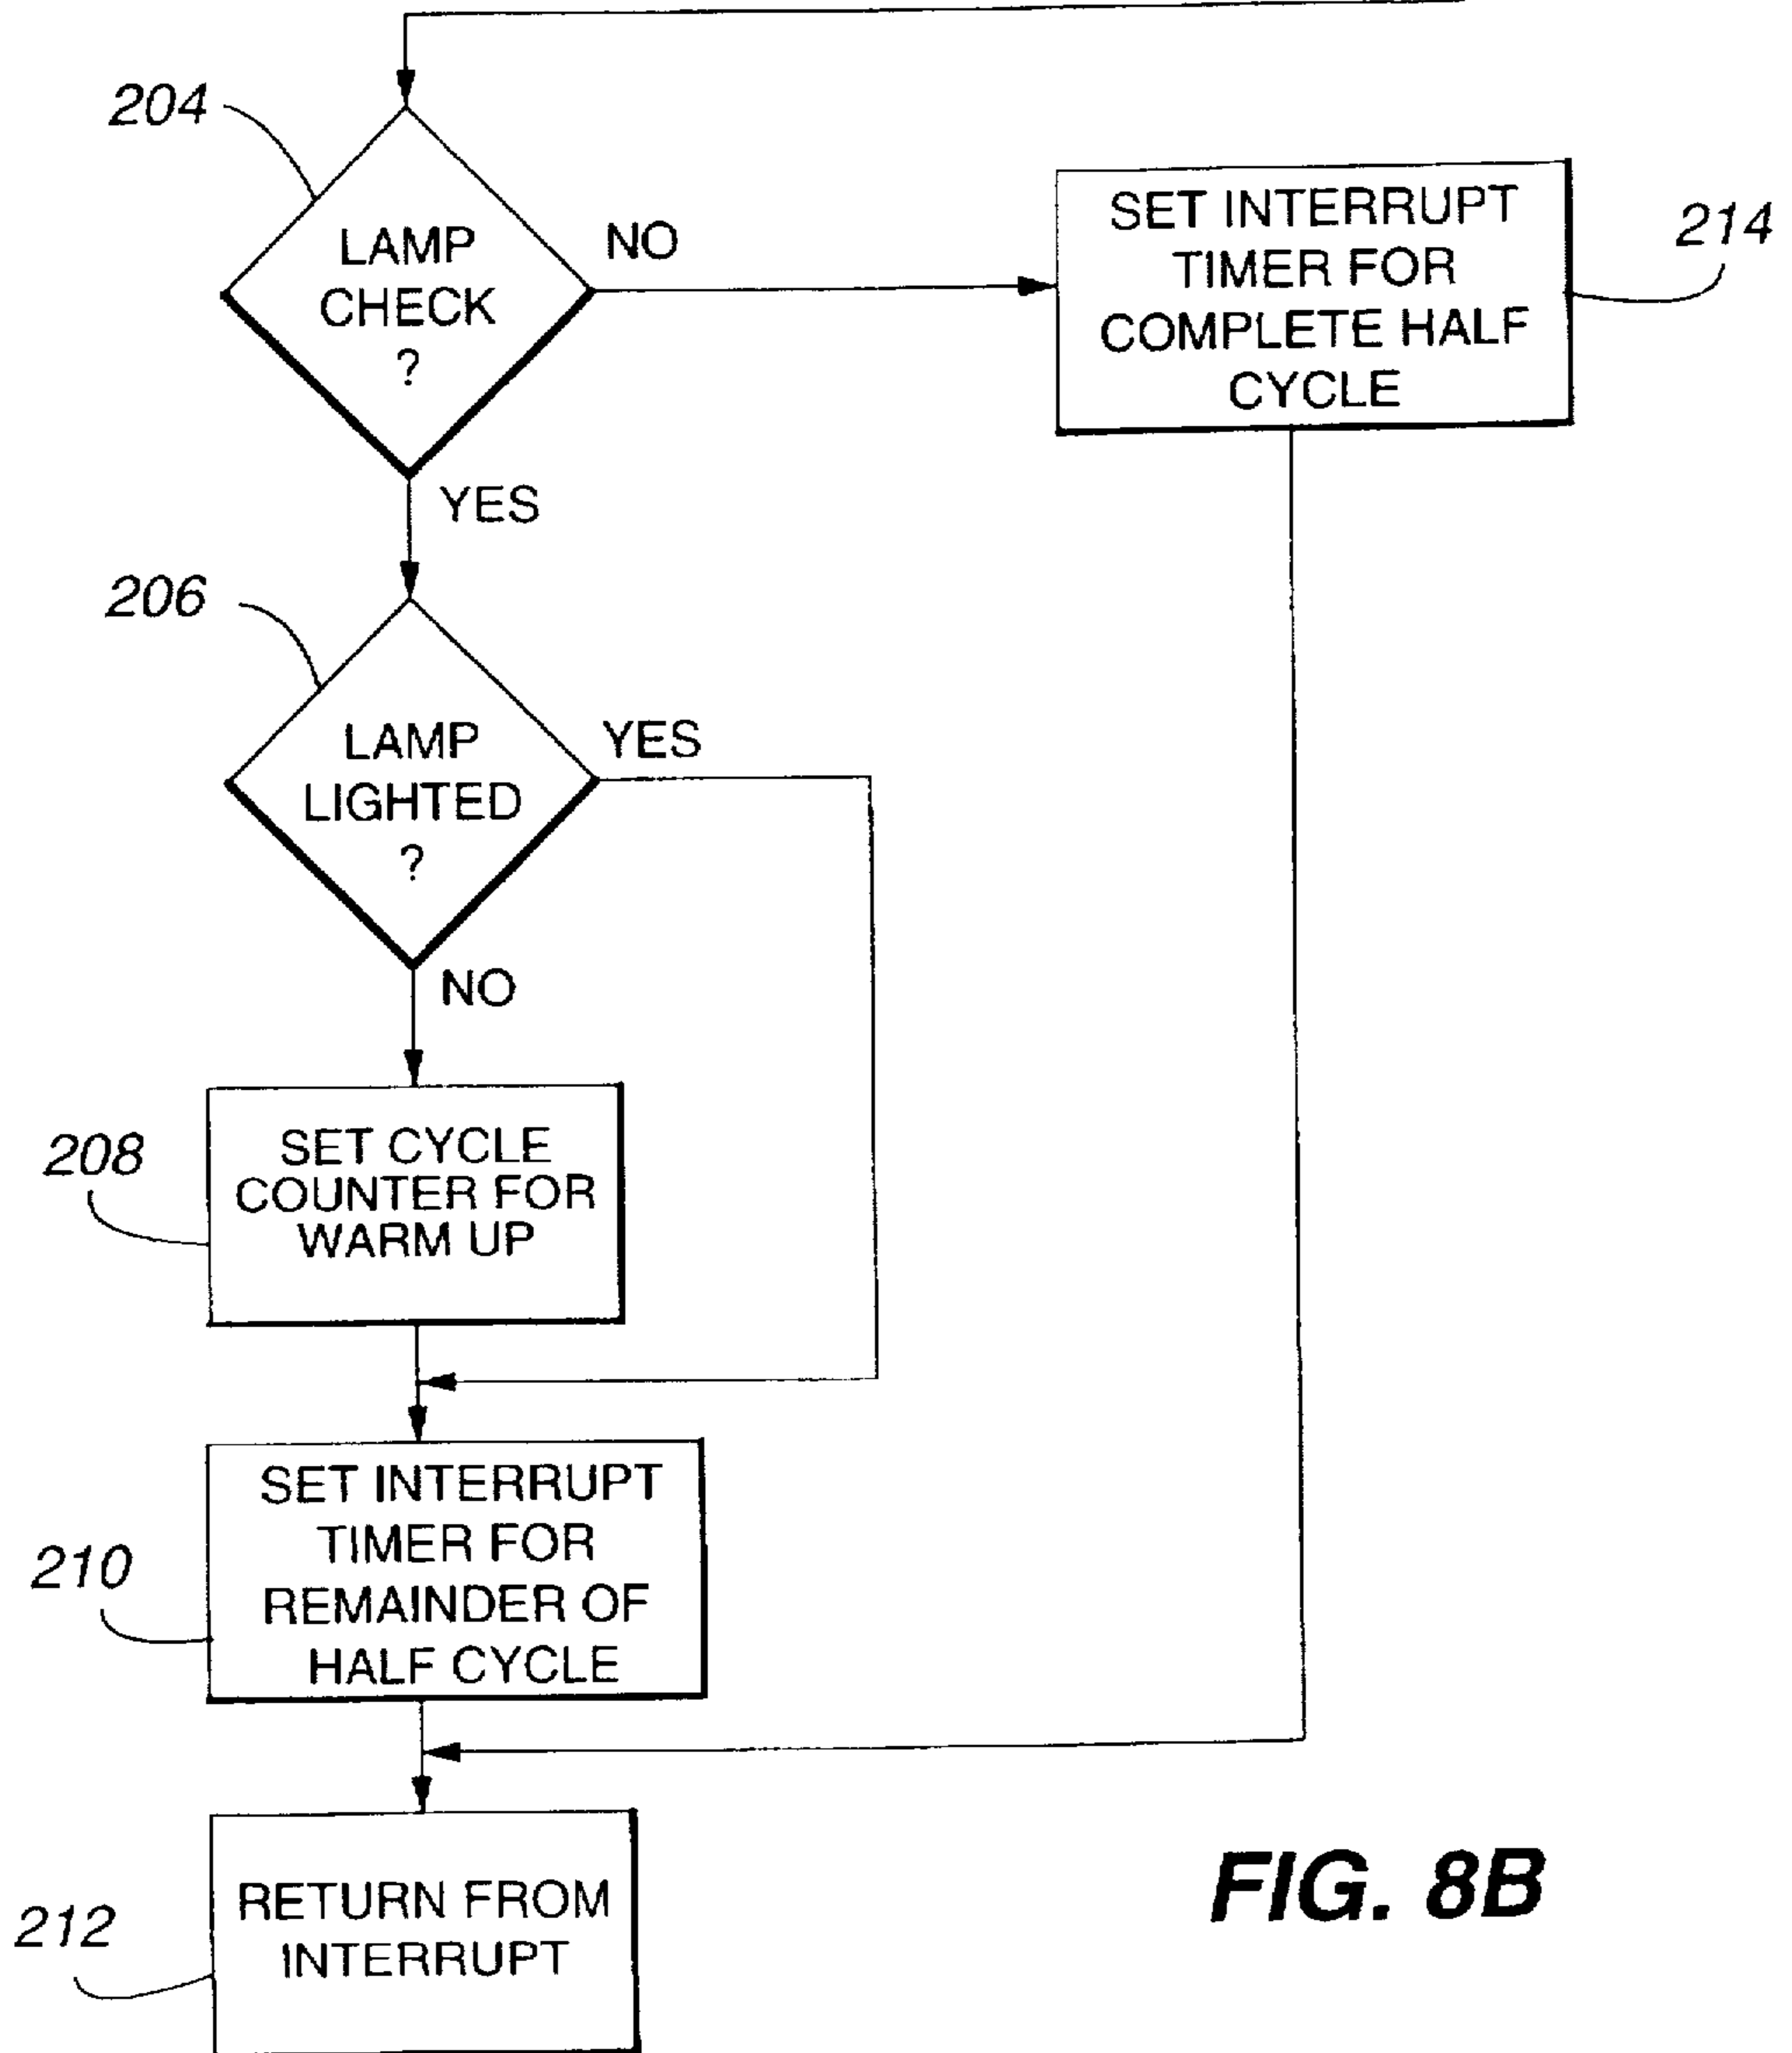 204
LAMP
CHECK
?
NO
SET INTERRUPT
TIMER FOR
COMPLETE HALF
CYCLE
214
YES
206
LAMP
LIGHTED
?
YES
NO
208
SET CYCLE
COUNTER FOR
WARM UP
210
SET INTERRUPT
TIMER FOR
REMAINDER OF
HALF CYCLE
212
RETURN FROM
INTERRUPT
FIG. 8B